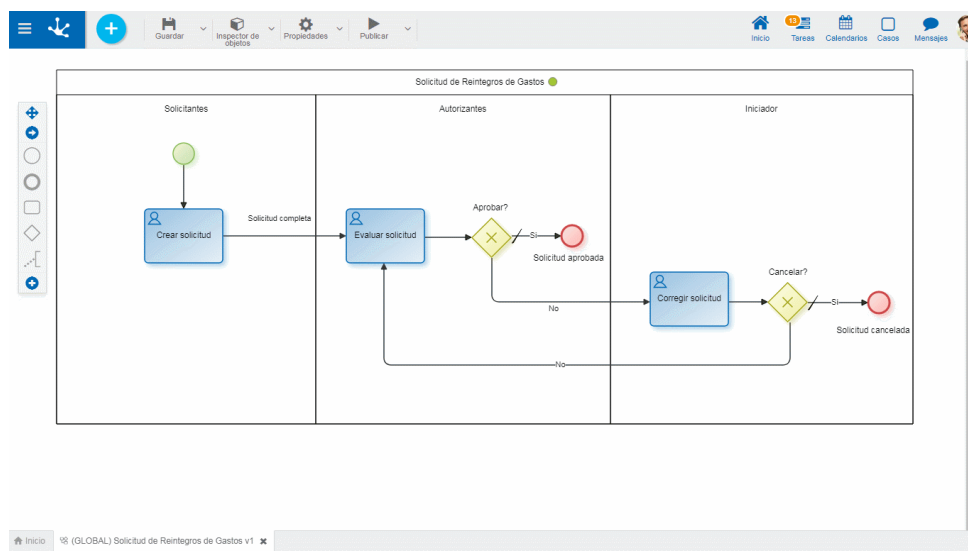 Guardar
Inspector de
objetos
Propiedades
Publicar
Inicio
13
Tareas
Calendarios
Casos
Mensajes
Solicitud de Reintegros de Gastos
Solicitantes
Autorizantes
Iniciador
Crear solicitud
Solicitud completa
Evaluar solicitud
Aprobar?
Si
Solicitud aprobada
No
Corregir solicitud
Cancelar?
Si
Solicitud cancelada
No
Inicio
(GLOBAL) Solicitud de Reintegros de Gastos v1